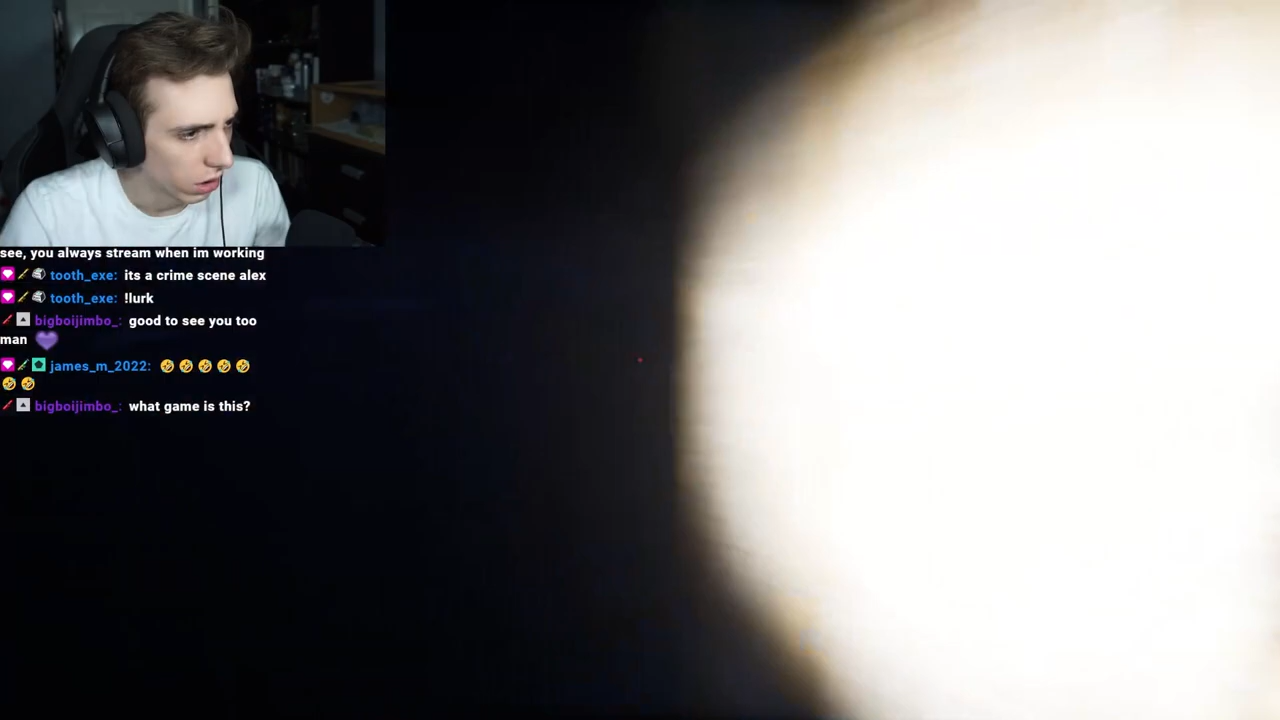 see, you always stream when im working
tooth_exe: its a crime scene alex
tooth_exe: !lurk
bigboijimbo_: good to see you too
man 💜
james_m_2022: 🤣🤣🤣🤣🤣
🤣🤣
bigboijimbo_: what game is this?